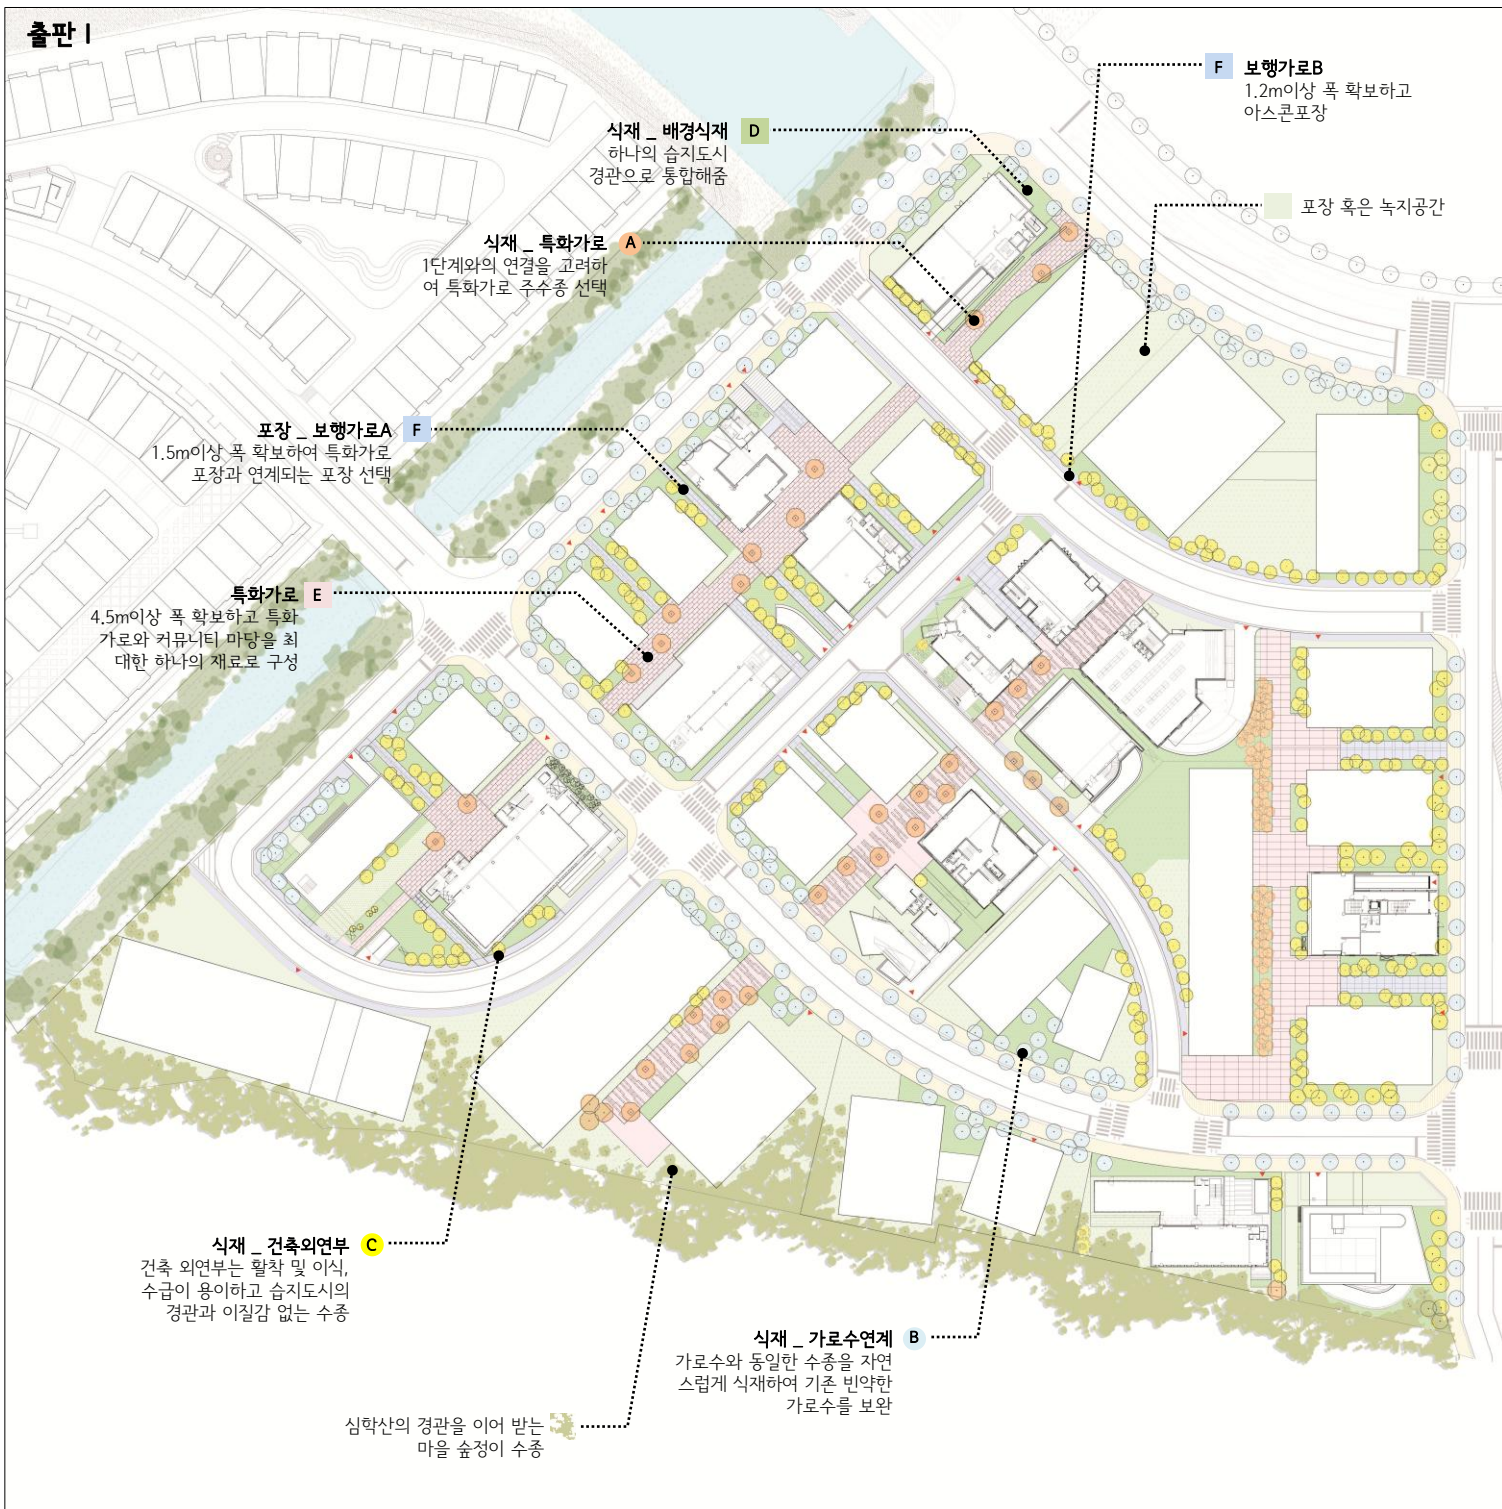 출판 I
F 보행가로B
1.2m이상 폭 확보하고
아스콘포장
식재 _ 배경식재 D
하나의 습지도시
경관으로 통합해줌
포장 혹은 녹지공간
식재 _ 특화가로 A
1단계와의 연결을 고려하
여 특화가로 주수종 선택
포장 _ 보행가로A F
1.5m이상 폭 확보하여 특화가로
포장과 연계되는 포장 선택
특화가로 E
4.5m이상 폭 확보하고 특화
가로와 커뮤니티 마당을 최
대한 하나의 재료로 구성
식재 _ 건축외연부 C
건축 외연부는 활착 및 이식,
수급이 용이하고 습지도시의
경관과 이질감 없는 수종
식재 _ 가로수연계 B
가로수와 동일한 수종을 자연
스럽게 식재하여 기존 빈약한
가로수를 보완
심학산의 경관을 이어 받는
마을 숲정이 수종